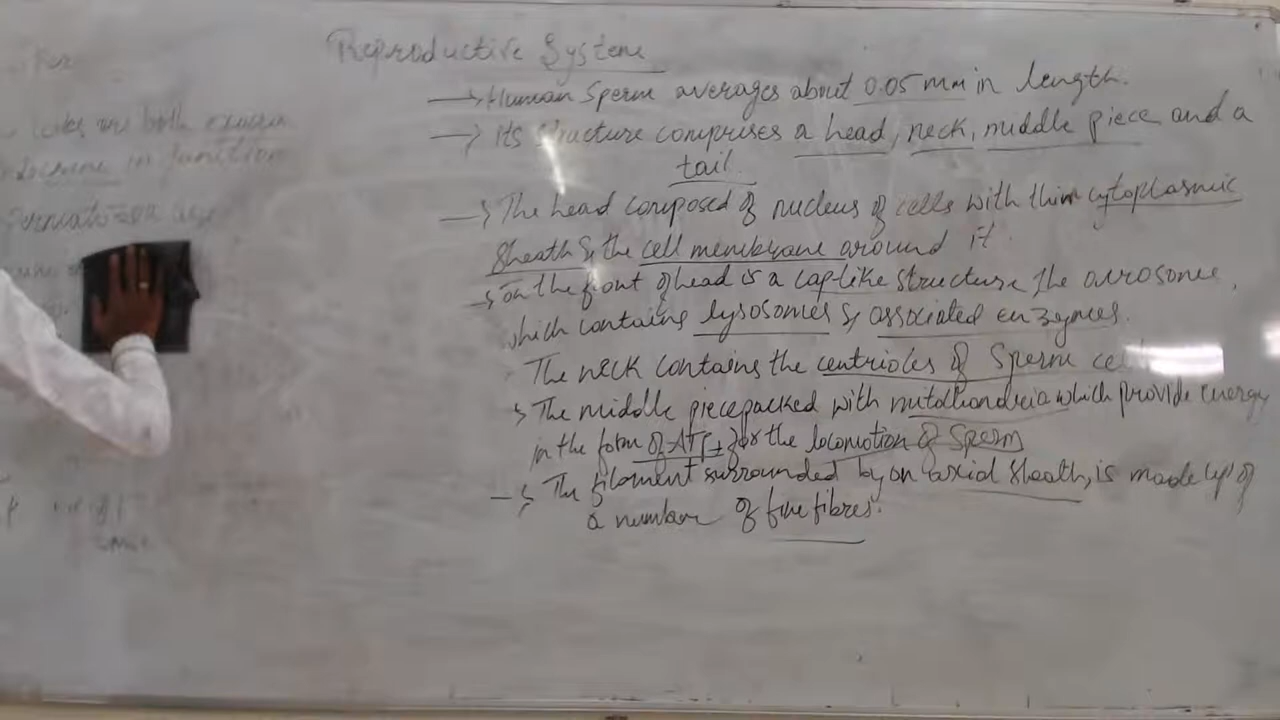 Reproductive System
→ Human Sperm averages about 0.05 mm in length.
→ Its structure comprises a head, neck, middle piece and a
tail.
→ The head composed of nucleus of cells with thin cytoplasmic
sheath & the cell membrane around it.
→ on the front of head is a cap-like structure the
which contains lysosomes & associated enzymes.
The neck contains the centrioles of Sperm
→ The middle piece packed with mitochondria which provide energy
in the form of ATP for the locomotion of Sperm
→ The filament surrounded by an axial sheath, is made up of
a number of fine fibres.
both
in function